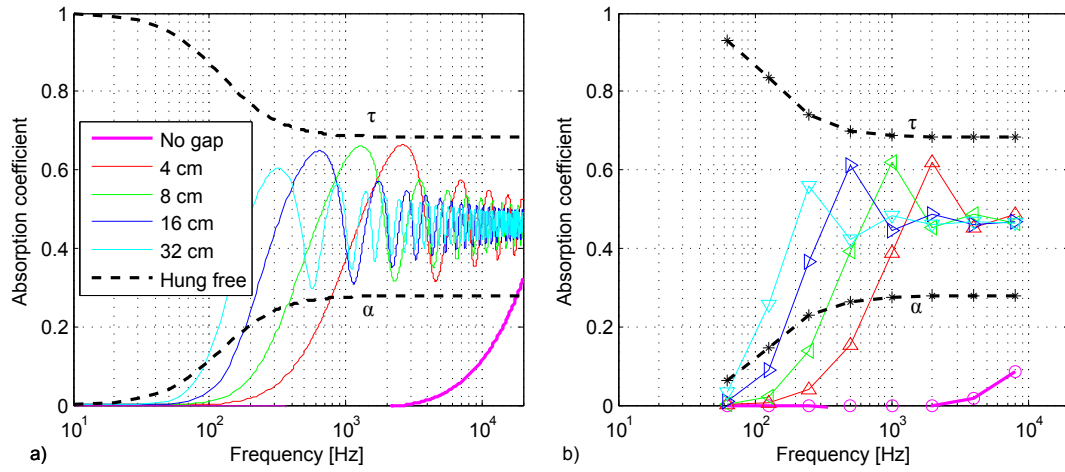 1
0.8
0.6
0.4
0.2
0
Absorption coefficient
τ
α
No gap
4 cm
8 cm
16 cm
32 cm
Hung free
10^1
10^2
10^3
10^4
a)
Frequency [Hz]
1
0.8
0.6
0.4
0.2
0
Absorption coefficient
τ
α
10^1
10^2
10^3
10^4
b)
Frequency [Hz]